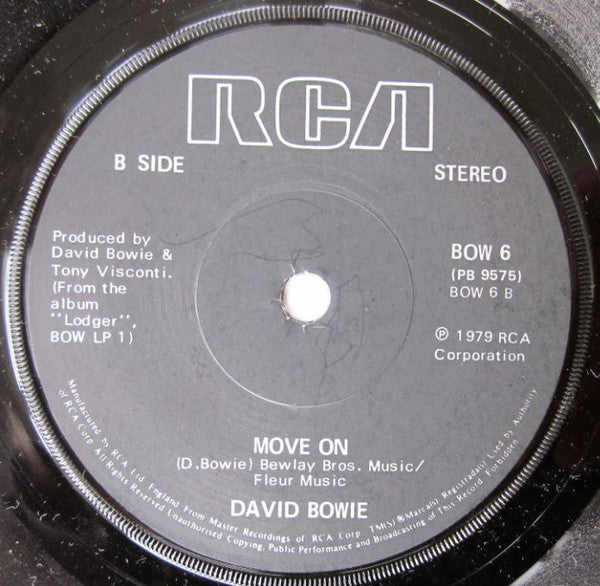 RCA
B SIDE
STEREO
Produced by
David Bowie &
Tony Visconti.
(From the
album
"Lodger",
BOW LP 1)
BOW 6
(PB 9575)
BOW 6 B
℗ 1979 RCA
Corporation
MOVE ON
(D.Bowie) Bewlay Bros. Music/
Fleur Music
DAVID BOWIE
Manufactured by RCA Ltd. England. From Master Recordings of RCA Corp. TM(S)®Marca(s) Registrada(s) Used by Authority
of RCA Corp. All Rights Reserved Unauthorised Copying, Public Performance and Broadcasting of This Record Forbidden